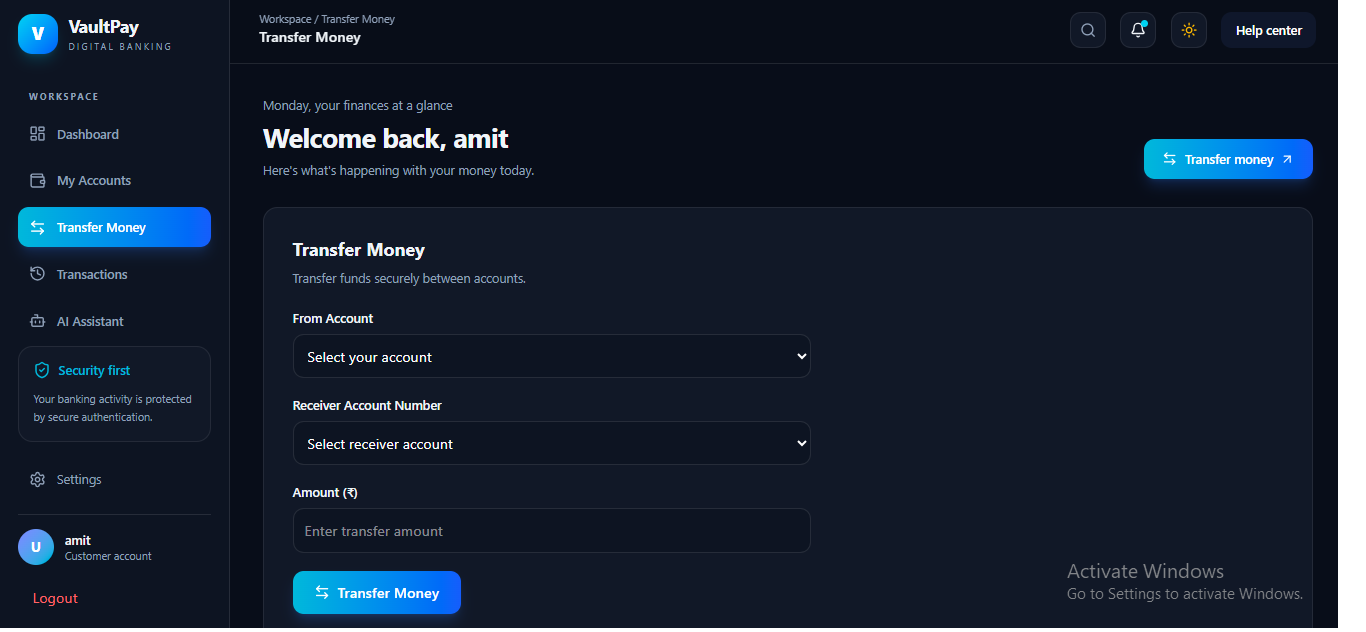 V
VaultPay
DIGITAL BANKING
WORKSPACE
Dashboard
My Accounts
Transfer Money
Transactions
AI Assistant
Security first
Your banking activity is protected
by secure authentication.
Settings
U
amit
Customer account
Logout
Workspace / Transfer Money
Transfer Money
Help center
Monday, your finances at a glance
Welcome back, amit
Here's what's happening with your money today.
Transfer money
Transfer Money
Transfer funds securely between accounts.
From Account
Select your account
Receiver Account Number
Select receiver account
Amount (₹)
Enter transfer amount
Transfer Money
Activate Windows
Go to Settings to activate Windows.